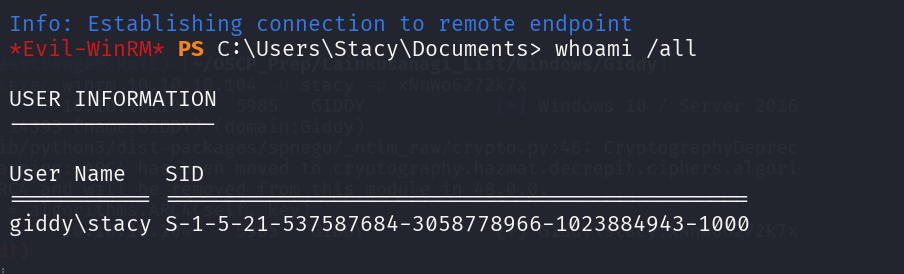 Info: Establishing connection to remote endpoint
*Evil-WinRM* PS C:\Users\Stacy\Documents> whoami /all
USER INFORMATION
----------------
User Name    SID
============ ==============================================
giddy\stacy S-1-5-21-537587684-3058778966-1023884943-1000